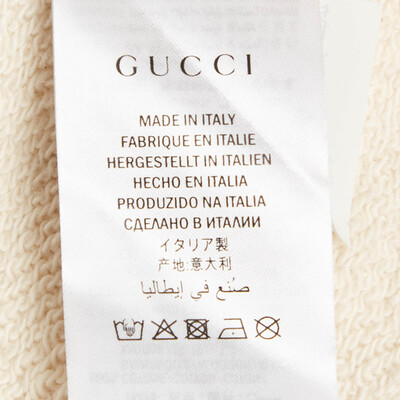 GUCCI
MADE IN ITALY
FABRIQUE EN ITALIE
HERGESTELLT IN ITALIEN
HECHO EN ITALIA
PRODUZIDO NA ITALIA
СДЕЛАНО В ИТАЛИИ
イタリア製
产地:意大利
صُنع في إيطاليا